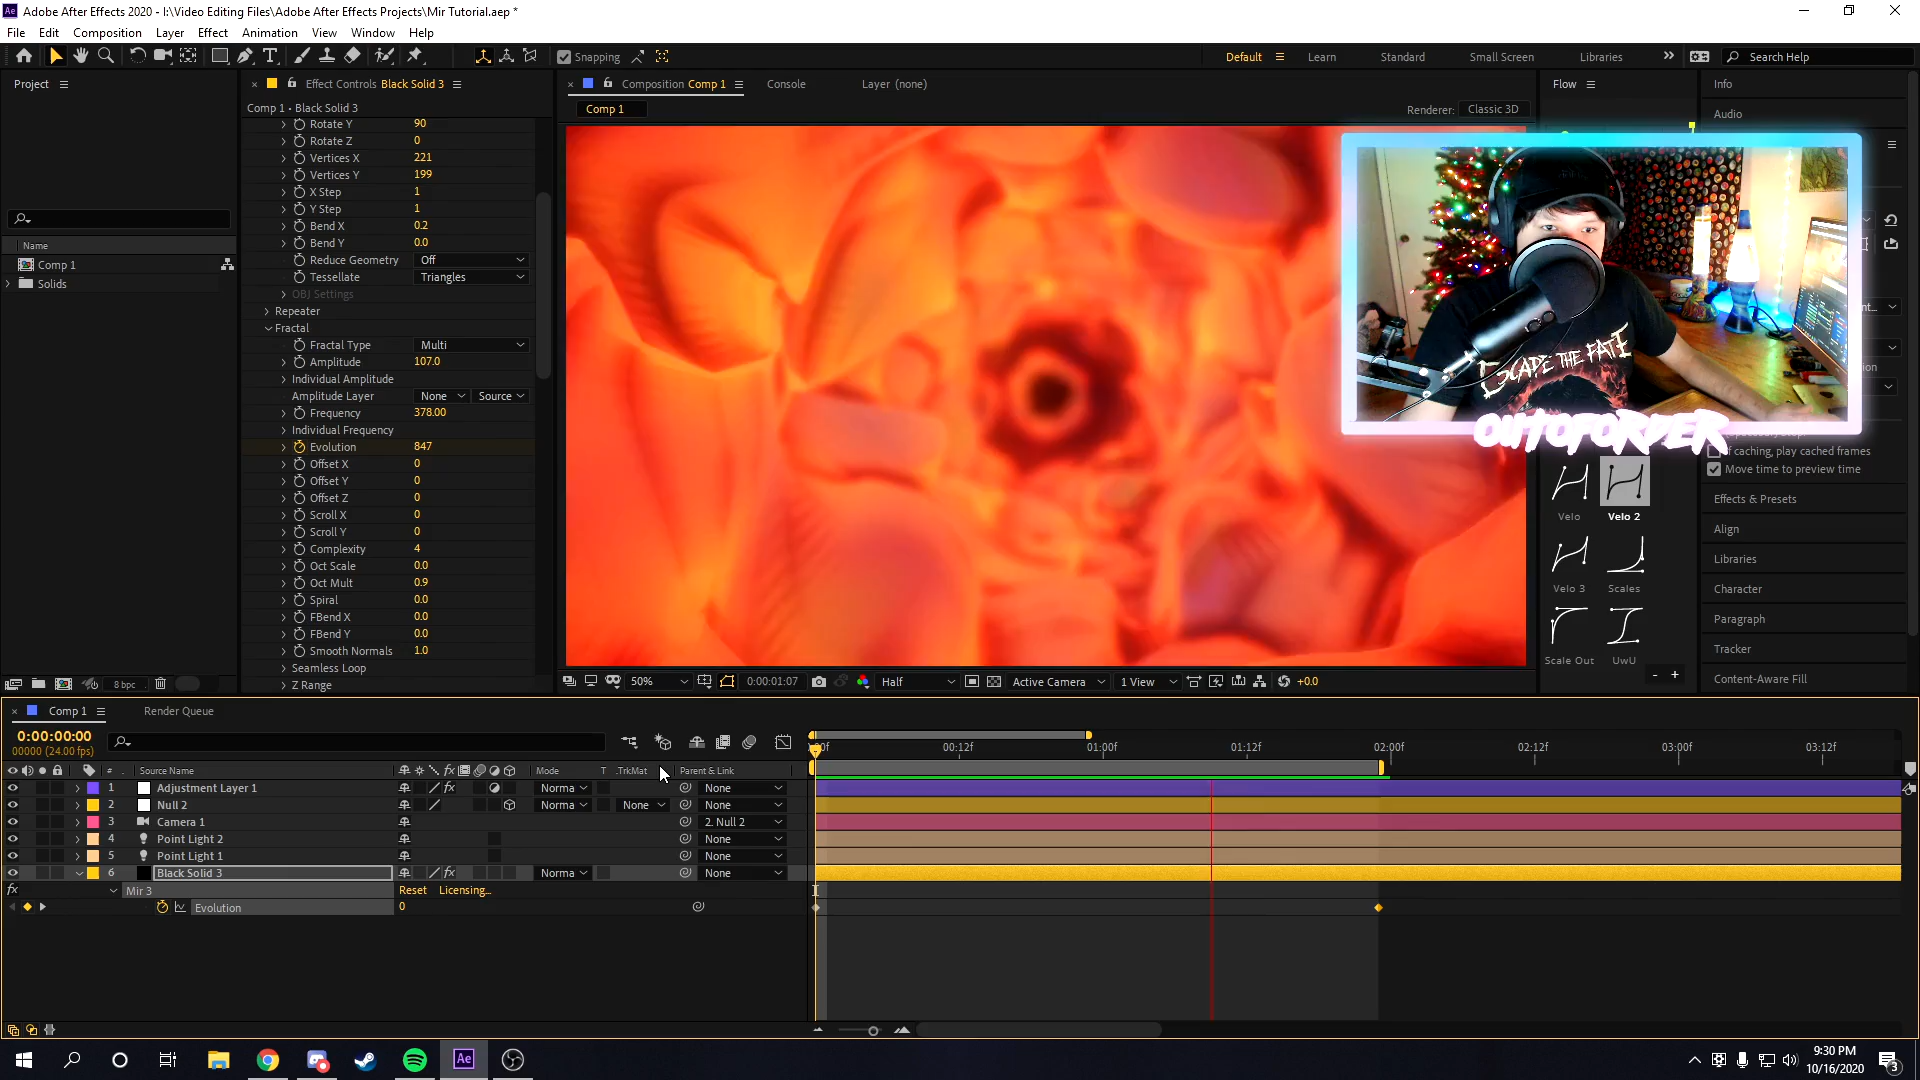 Adobe After Effects 2020 - I:\Video Editing Files\Adobe After Effects Projects\Mir Tutorial.aep *
File Edit Composition Layer Effect Animation View Window Help
Snapping
Default Learn Standard Small Screen Libraries Search Help
Project
Effect Controls Black Solid 3
Composition Comp 1
Console
Layer (none)
Flow
Info
Comp 1 • Black Solid 3
Comp 1
Renderer: Classic 3D
Audio
Rotate Y 90
Rotate Z 0
Vertices X 221
Vertices Y 199
X Step 1
Y Step 1
Bend X 0.2
Bend Y 0.0
Reduce Geometry Off
Tessellate Triangles
OBJ Settings
Repeater
Fractal
Fractal Type Multi
Amplitude 107.0
Individual Amplitude
Amplitude Layer None Source
Frequency 378.00
Individual Frequency
Evolution 847
Offset X 0
Offset Y 0
Offset Z 0
Scroll X 0
Scroll Y 0
Complexity 4
Oct Scale 0.0
Oct Mult 0.9
Spiral 0.0
FBend X 0.0
FBend Y 0.0
Smooth Normals 1.0
Seamless Loop
Z Range
Name
Comp 1
Solids
8 bpc
ESCAPE THE FATE
OUTOFORDER
If caching, play cached frames
Move time to preview time
Velo
Velo 2
Velo 3
Scales
Scale Out
UwU
Effects & Presets
Align
Libraries
Character
Paragraph
Tracker
Content-Aware Fill
50% 0:00:01:07 Half Active Camera 1 View +0.0
Comp 1
Render Queue
0:00:00:00
00000 (24.00 fps)
:00f 00:12f 01:00f 01:12f 02:00f 02:12f 03:00f 03:12f
# Source Name Mode T .TrkMat Parent & Link
1 Adjustment Layer 1 Norma None
2 Null 2 Norma None None
3 Camera 1 2. Null 2
4 Point Light 2 None
5 Point Light 1 None
6 Black Solid 3 Norma None
fx Mir 3 Reset Licensing...
Evolution 0
9:30 PM
10/16/2020
3